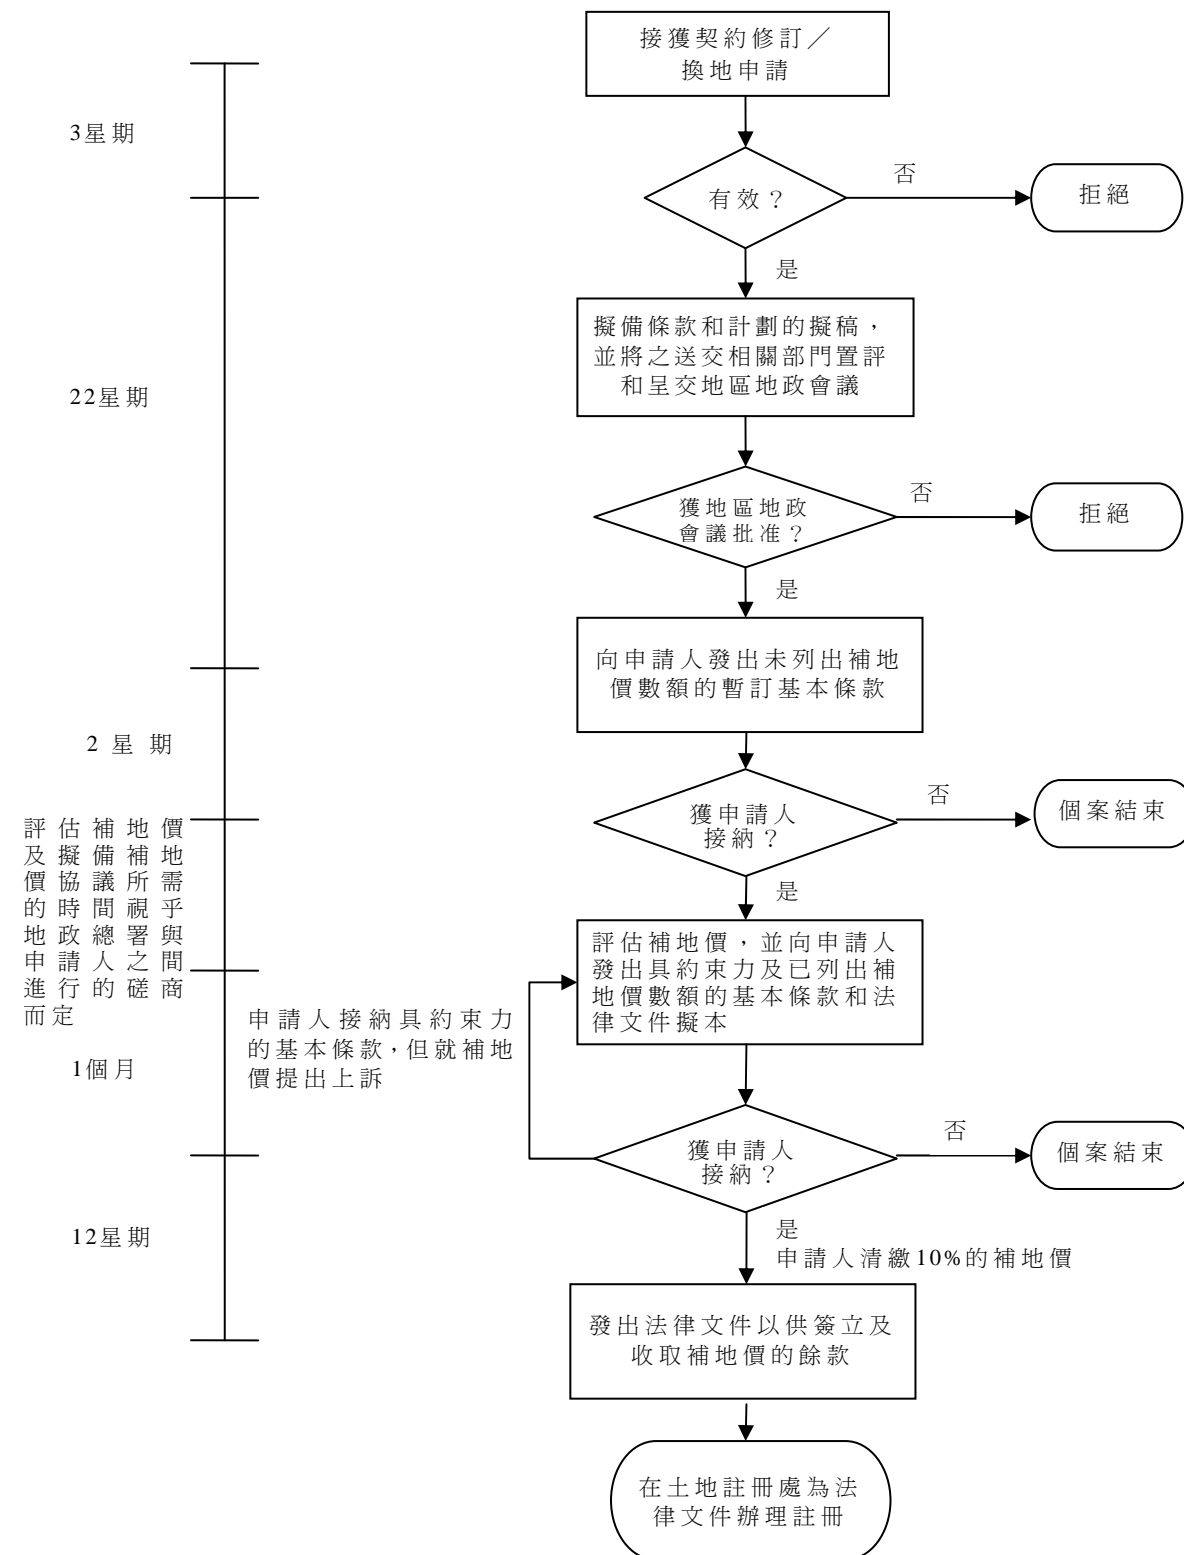 接獲契約修訂／
換地申請
3星期
有效？
否
拒絕
是
擬備條款和計劃的擬稿，
並將之送交相關部門置評
和呈交地區地政會議
22星期
獲地區地政
會議批准？
否
拒絕
是
向申請人發出未列出補地
價數額的暫訂基本條款
2 星 期
獲申請人
接納？
否
個案結束
是
評估補地價
及擬備補地
價協議所需
的時間視乎
地政總署與
申請人之間
進行的磋商
而定
評估補地價，並向申請人
發出具約束力及已列出補
地價數額的基本條款和法
律文件擬本
申請人接納具約束力
的基本條款，但就補地
價提出上訴
1個月
獲申請人
接納？
否
個案結束
12星期
是
申請人清繳10%的補地價
發出法律文件以供簽立及
收取補地價的餘款
在土地註冊處為法
律文件辦理註冊